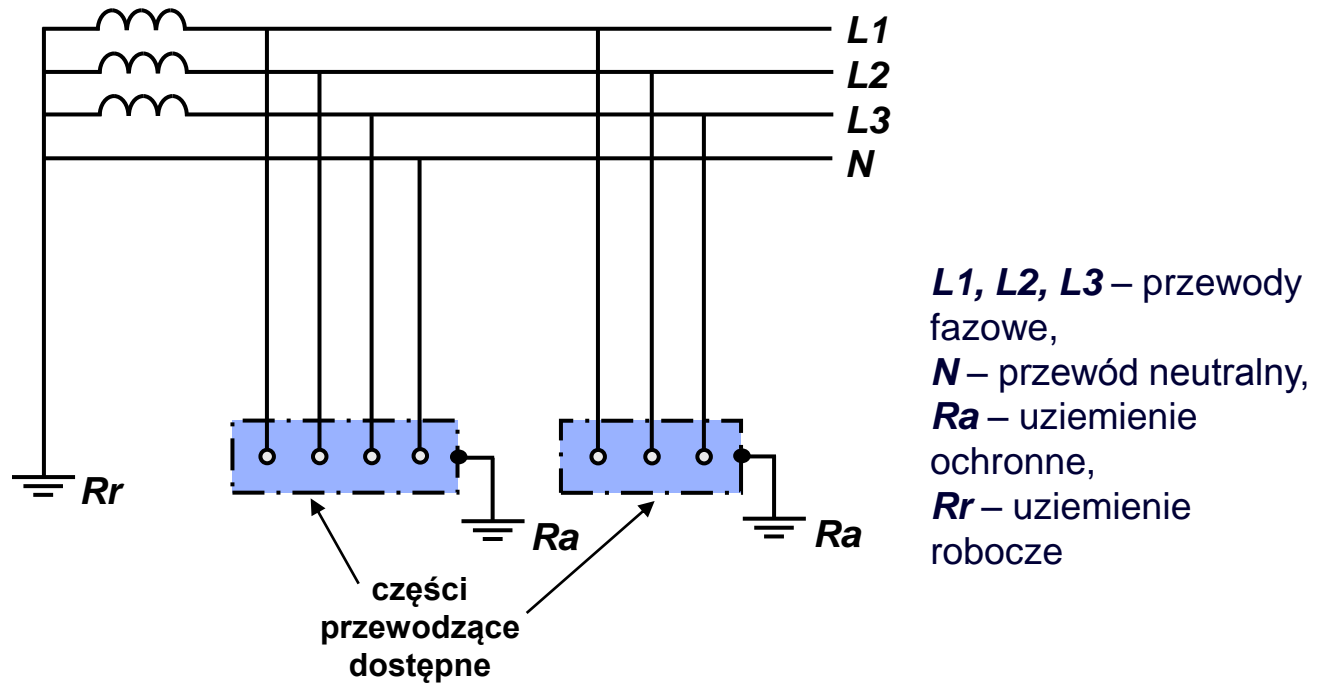 L1
L2
L3
N
Rr
Ra
Ra
części
przewodzące
dostępne
L1, L2, L3 – przewody
fazowe,
N – przewód neutralny,
Ra – uziemienie
ochronne,
Rr – uziemienie
robocze